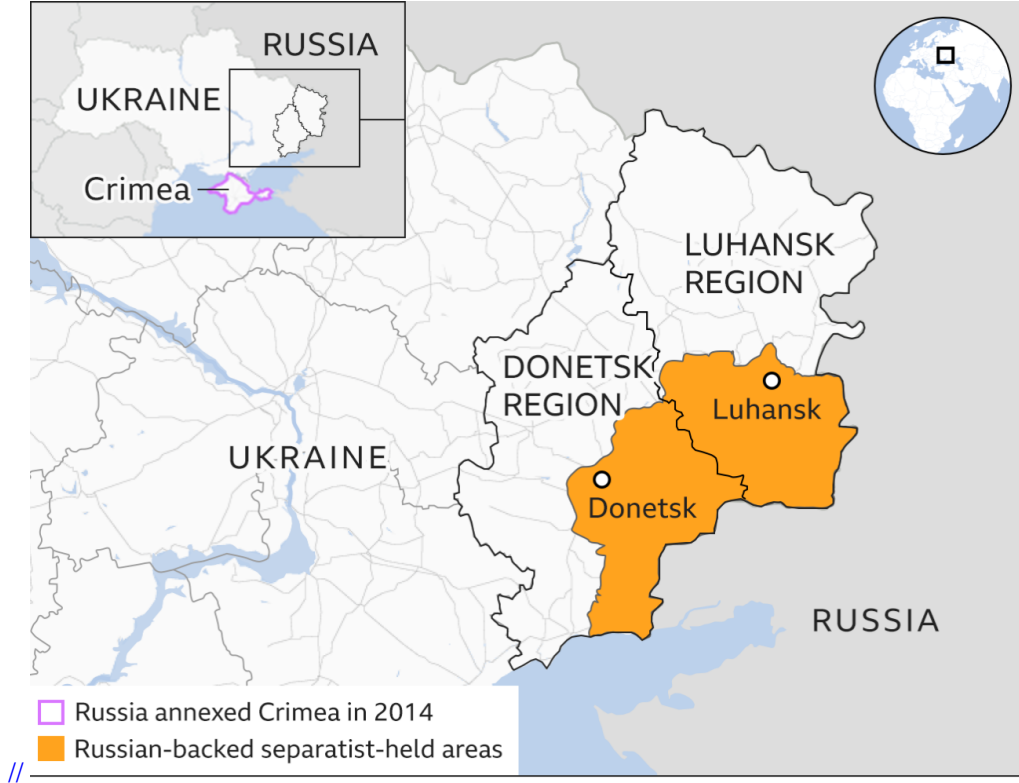 RUSSIA
UKRAINE
Crimea
LUHANSK
REGION
DONETSK
REGION
Luhansk
UKRAINE
Donetsk
RUSSIA
Russia annexed Crimea in 2014
Russian-backed separatist-held areas
//